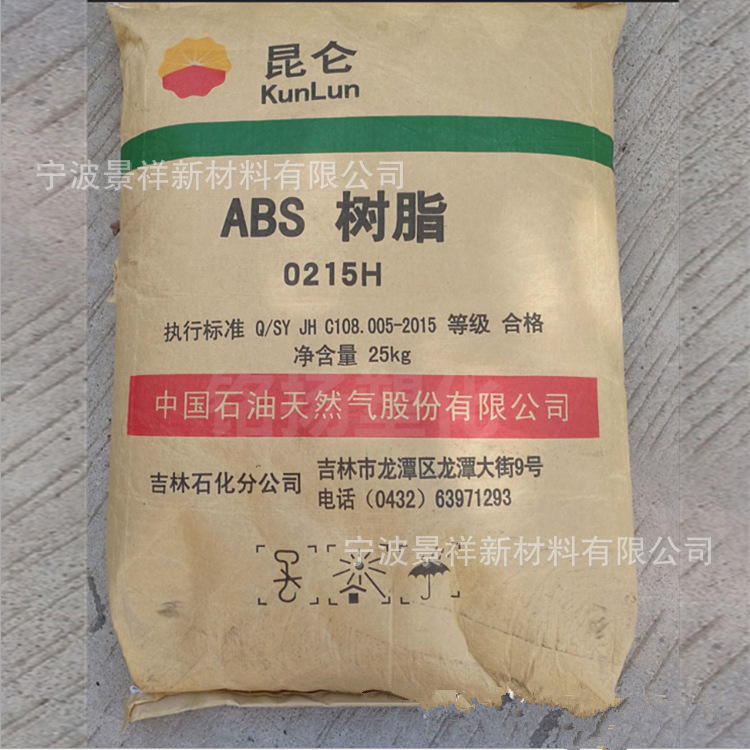 昆仑
KunLun
宁波景祥新材料有限公司
ABS 树脂
0215H
执行标准 Q/SY JH C108.005-2015 等级 合格
净含量 25kg
中国石油天然气股份有限公司
吉林石化分公司
吉林市龙潭区龙潭大街9号
电话(0432)63971293
宁波景祥新材料有限公司